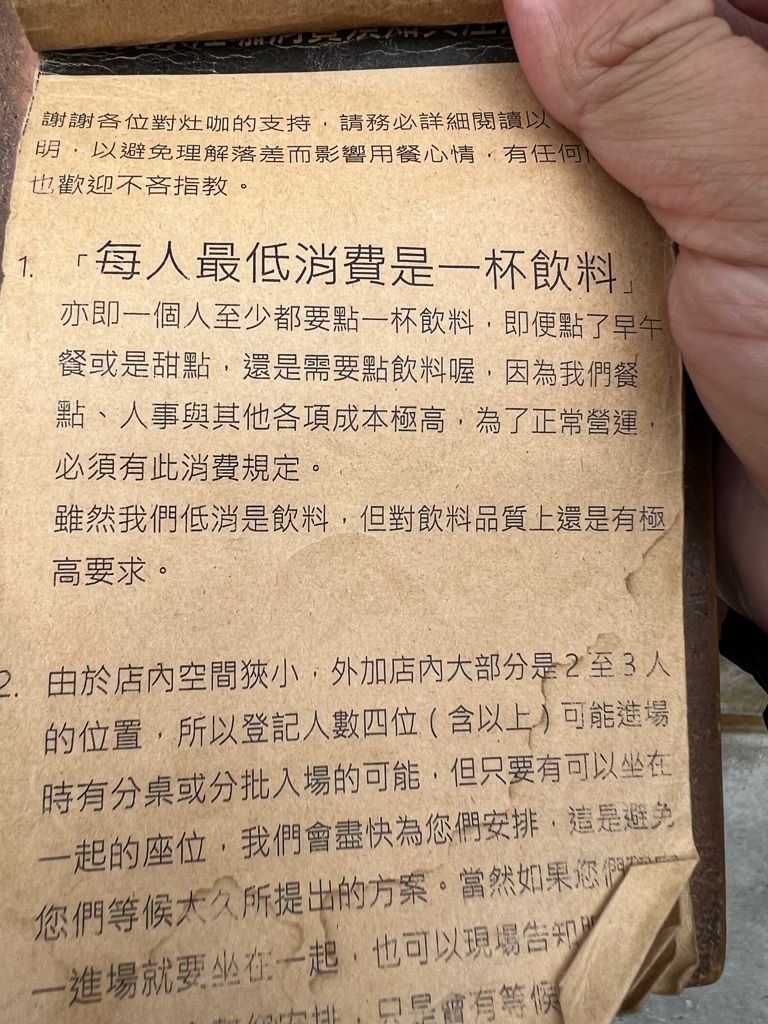 謝謝各位對灶咖的支持，請務必詳細閱讀以
明，以避免理解落差而影響用餐心情，有任何
也歡迎不吝指教。
1. 「每人最低消費是一杯飲料」
亦即一個人至少都要點一杯飲料，即便點了早午
餐或是甜點，還是需要點飲料喔，因為我們餐
點、人事與其他各項成本極高，為了正常營運，
必須有此消費規定。
雖然我們低消是飲料，但對飲料品質上還是有極
高要求。
2. 由於店內空間狹小，外加店內大部分是2至3人
的位置，所以登記人數四位（含以上）可能進場
時有分桌或分批入場的可能，但只要有可以坐在
一起的座位，我們會盡快為您們安排，這是避免
您們等候太久所提出的方案。當然如果您們
一進場就要坐在一起，也可以現場告知
安排，只是會有等候